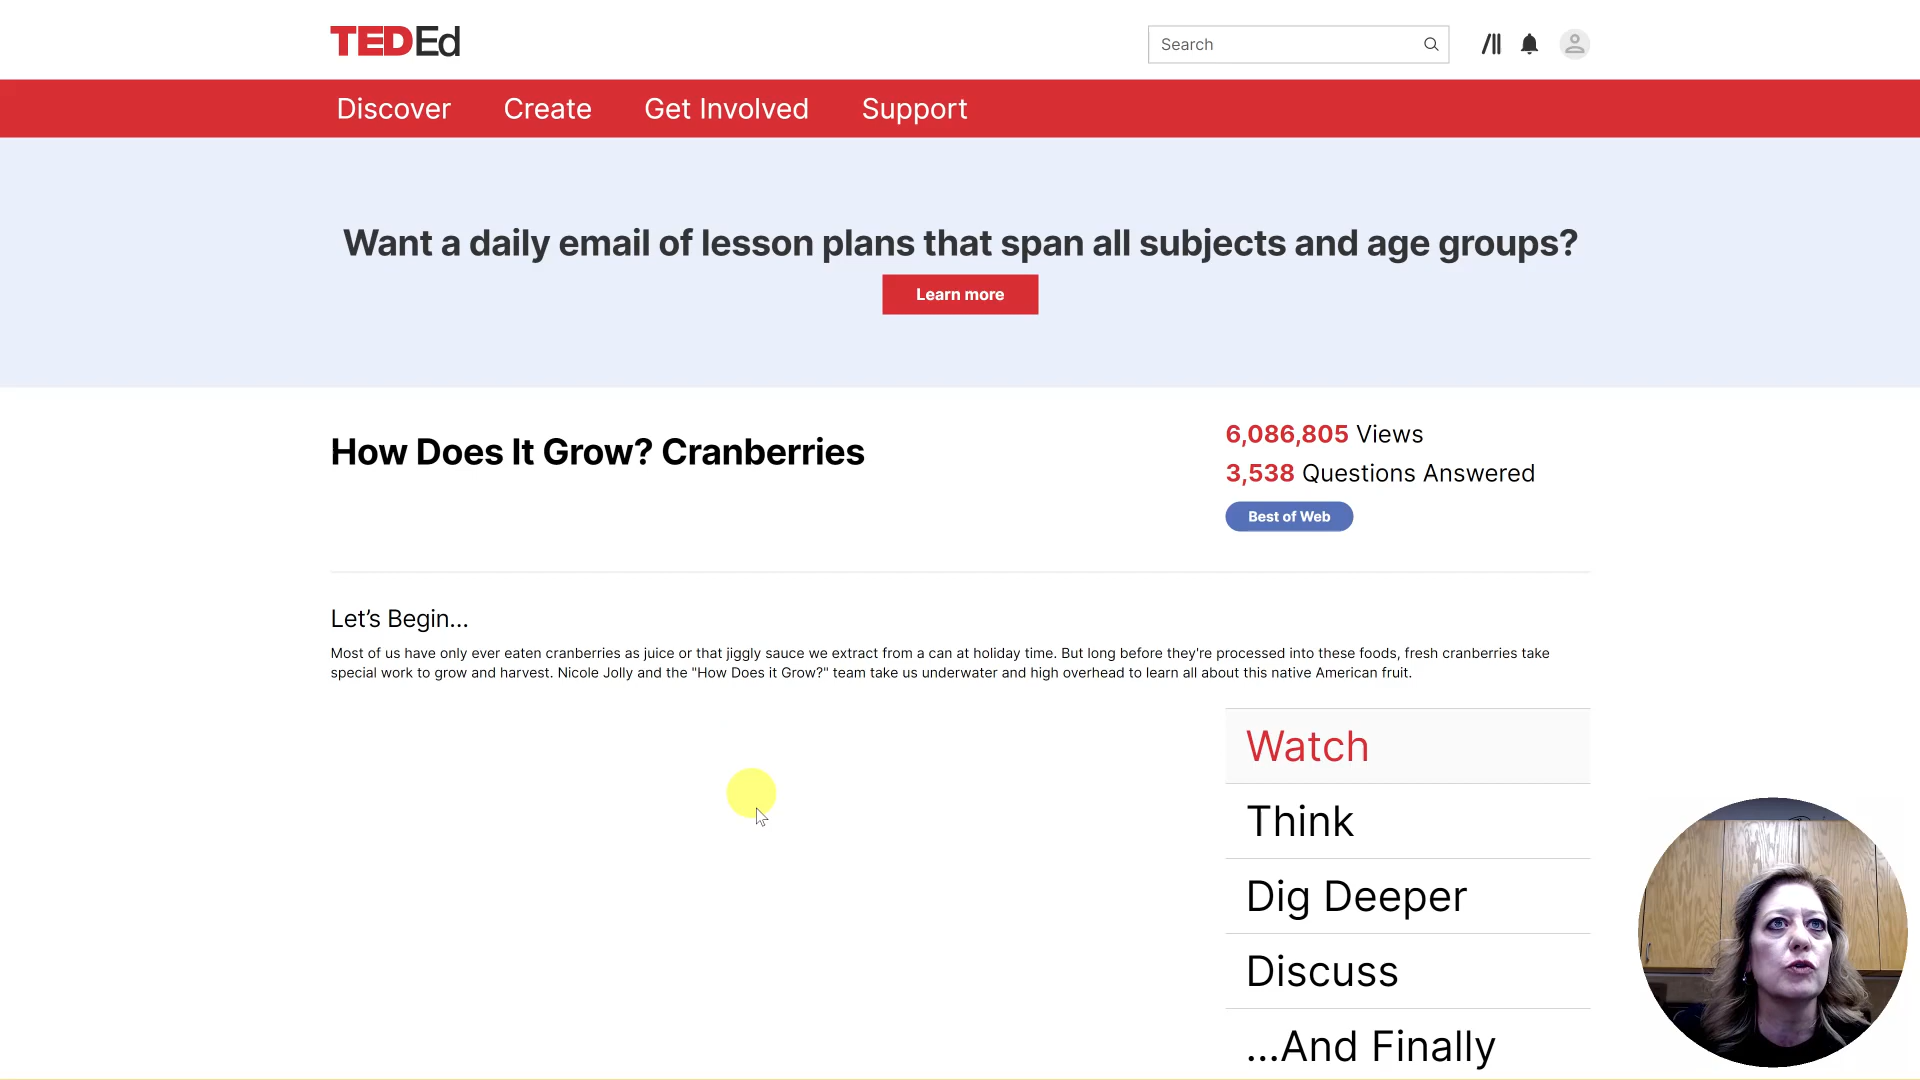 TEDEd
Search
Discover Create Get Involved Support
Want a daily email of lesson plans that span all subjects and age groups?
Learn more
How Does It Grow? Cranberries
6,086,805 Views
3,538 Questions Answered
Best of Web
Let’s Begin...
Most of us have only ever eaten cranberries as juice or that jiggly sauce we extract from a can at holiday time. But long before they're processed into these foods, fresh cranberries take
special work to grow and harvest. Nicole Jolly and the "How Does it Grow?" team take us underwater and high overhead to learn all about this native American fruit.
Watch
Think
Dig Deeper
Discuss
...And Finally